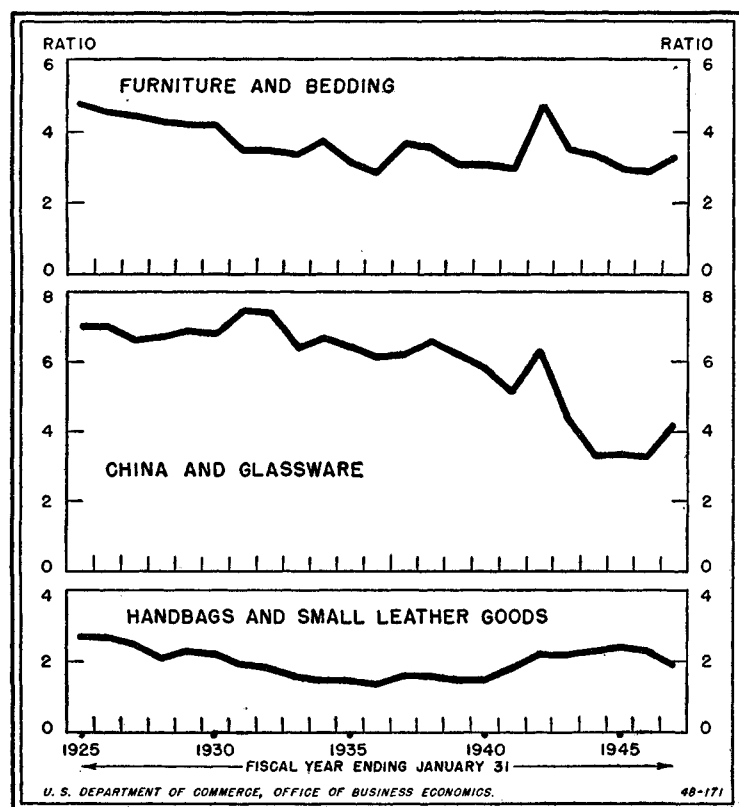 RATIO RATIO
6 6
FURNITURE AND BEDDING
4 4
2 2
0 0
8 8
6 6
4 4
CHINA AND GLASSWARE
2 2
0 0
4 4
HANDBAGS AND SMALL LEATHER GOODS
2 2
0 0
1925 1930 1935 1940 1945
FISCAL YEAR ENDING JANUARY 31
U. S. DEPARTMENT OF COMMERCE, OFFICE OF BUSINESS ECONOMICS. 48-171